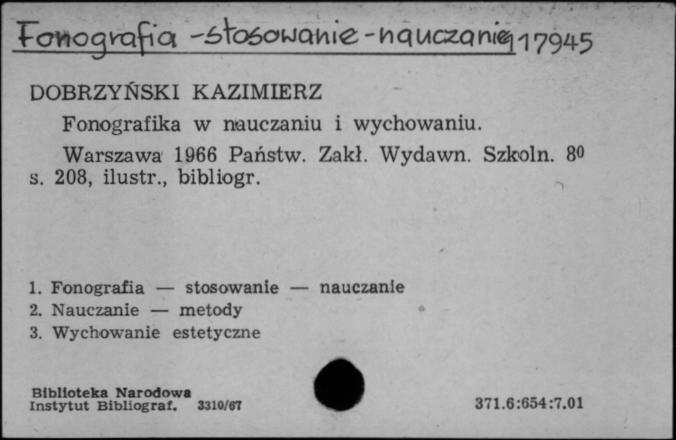 Fonografia - stosowanie - nauczanie 17945
DOBRZYŃSKI KAZIMIERZ
Fonografika w nauczaniu i wychowaniu.
Warszawa 1966 Państw. Zakł. Wydawn. Szkoln. 8⁰
s. 208, ilustr., bibliogr.
1. Fonografia — stosowanie — nauczanie
2. Nauczanie — metody
3. Wychowanie estetyczne
Biblioteka Narodowa
Instytut Bibliograf. 3310/67 371.6:654:7.01